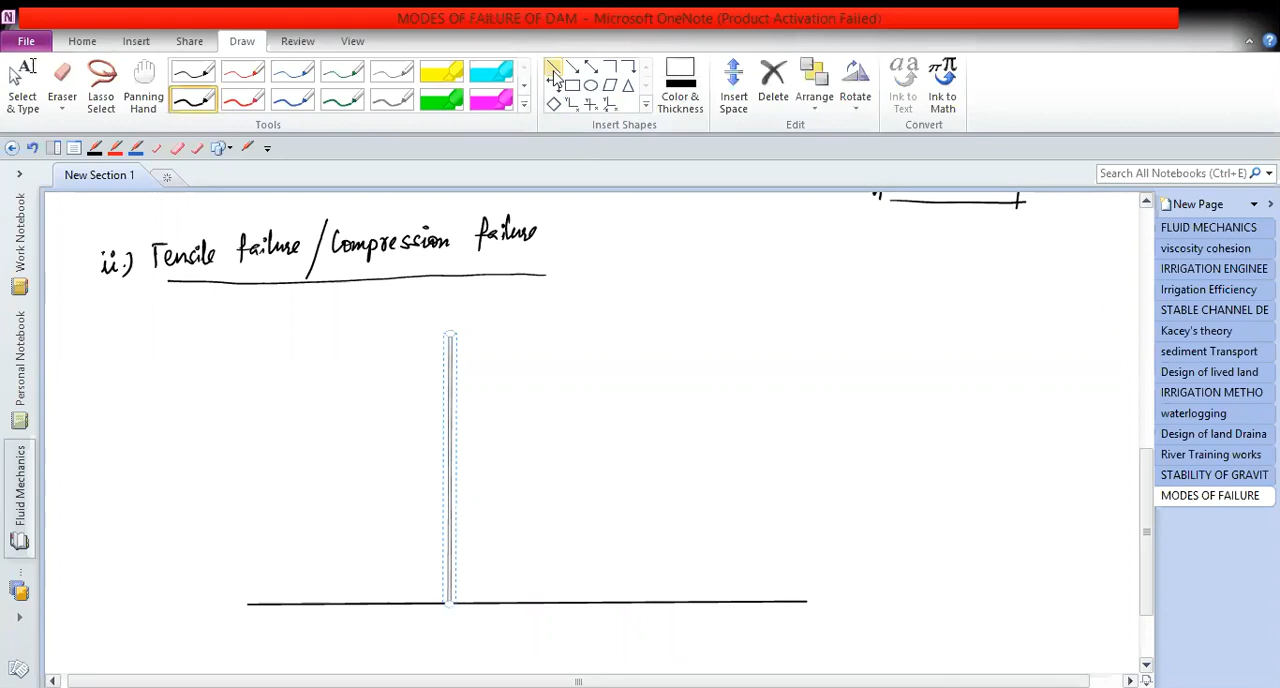 MODES OF FAILURE OF DAM - Microsoft OneNote (Product Activation Failed)
File Home Insert Share Draw Review View
Select & Type
Eraser
Lasso Select
Panning Hand
Color & Thickness
Insert Space
Delete
Arrange
Rotate
Ink to Text
Ink to Math
Tools
Insert Shapes
Edit
Convert
New Section 1
Search All Notebooks (Ctrl+E)
New Page
Work Notebook
Personal Notebook
Fluid Mechanics
ii.) Tensile failure/Compression failure
FLUID MECHANICS
viscosity cohesion
IRRIGATION ENGINEE
Irrigation Efficiency
STABLE CHANNEL DE
Kacey's theory
sediment Transport
Design of lived land
IRRIGATION METHO
waterlogging
Design of land Draina
River Training works
STABILITY OF GRAVIT
MODES OF FAILURE